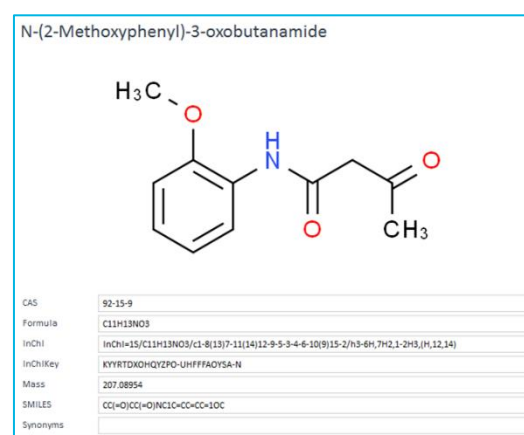 N-(2-Methoxyphenyl)-3-oxobutanamide
H₃C
O
H
N
O
O
CH₃
CAS 92-15-9
Formula C11H13NO3
InChI InChI=1S/C11H13NO3/c1-8(13)7-11(14)12-9-5-3-4-6-10(9)15-2/h3-6H,7H2,1-2H3,(H,12,14)
InChIKey KYYRTDXOHQYZPO-UHFFFAOYSA-N
Mass 207.08954
SMILES CC(=O)CC(=O)NC1C=CC=CC=1OC
Synonyms